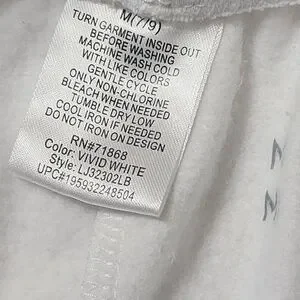 M(7/9)
TURN GARMENT INSIDE OUT
BEFORE WASHING
MACHINE WASH COLD
WITH LIKE COLORS
GENTLE CYCLE
ONLY NON-CHLORINE
BLEACH WHEN NEEDED
TUMBLE DRY LOW
COOL IRON IF NEEDED
DO NOT IRON ON DESIGN
RN#71868
Color: VIVID WHITE
Style: LJ32302LB
UPC#195932248504